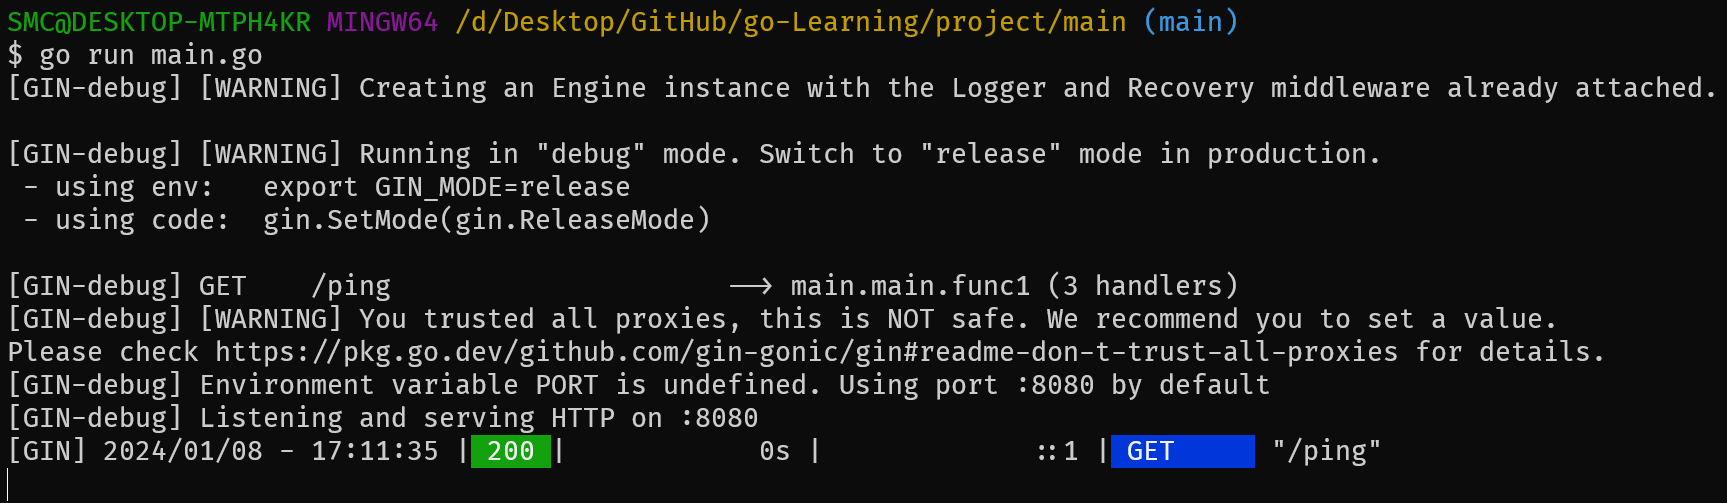 SMC@DESKTOP-MTPH4KR MINGW64 /d/Desktop/GitHub/go-Learning/project/main (main)
$ go run main.go
[GIN-debug] [WARNING] Creating an Engine instance with the Logger and Recovery middleware already attached.

[GIN-debug] [WARNING] Running in "debug" mode. Switch to "release" mode in production.
 - using env:   export GIN_MODE=release
 - using code:  gin.SetMode(gin.ReleaseMode)

[GIN-debug] GET    /ping                     --> main.main.func1 (3 handlers)
[GIN-debug] [WARNING] You trusted all proxies, this is NOT safe. We recommend you to set a value.
Please check https://pkg.go.dev/github.com/gin-gonic/gin#readme-don-t-trust-all-proxies for details.
[GIN-debug] Environment variable PORT is undefined. Using port :8080 by default
[GIN-debug] Listening and serving HTTP on :8080
[GIN] 2024/01/08 - 17:11:35 | 200 |            0s |             ::1 | GET      "/ping"